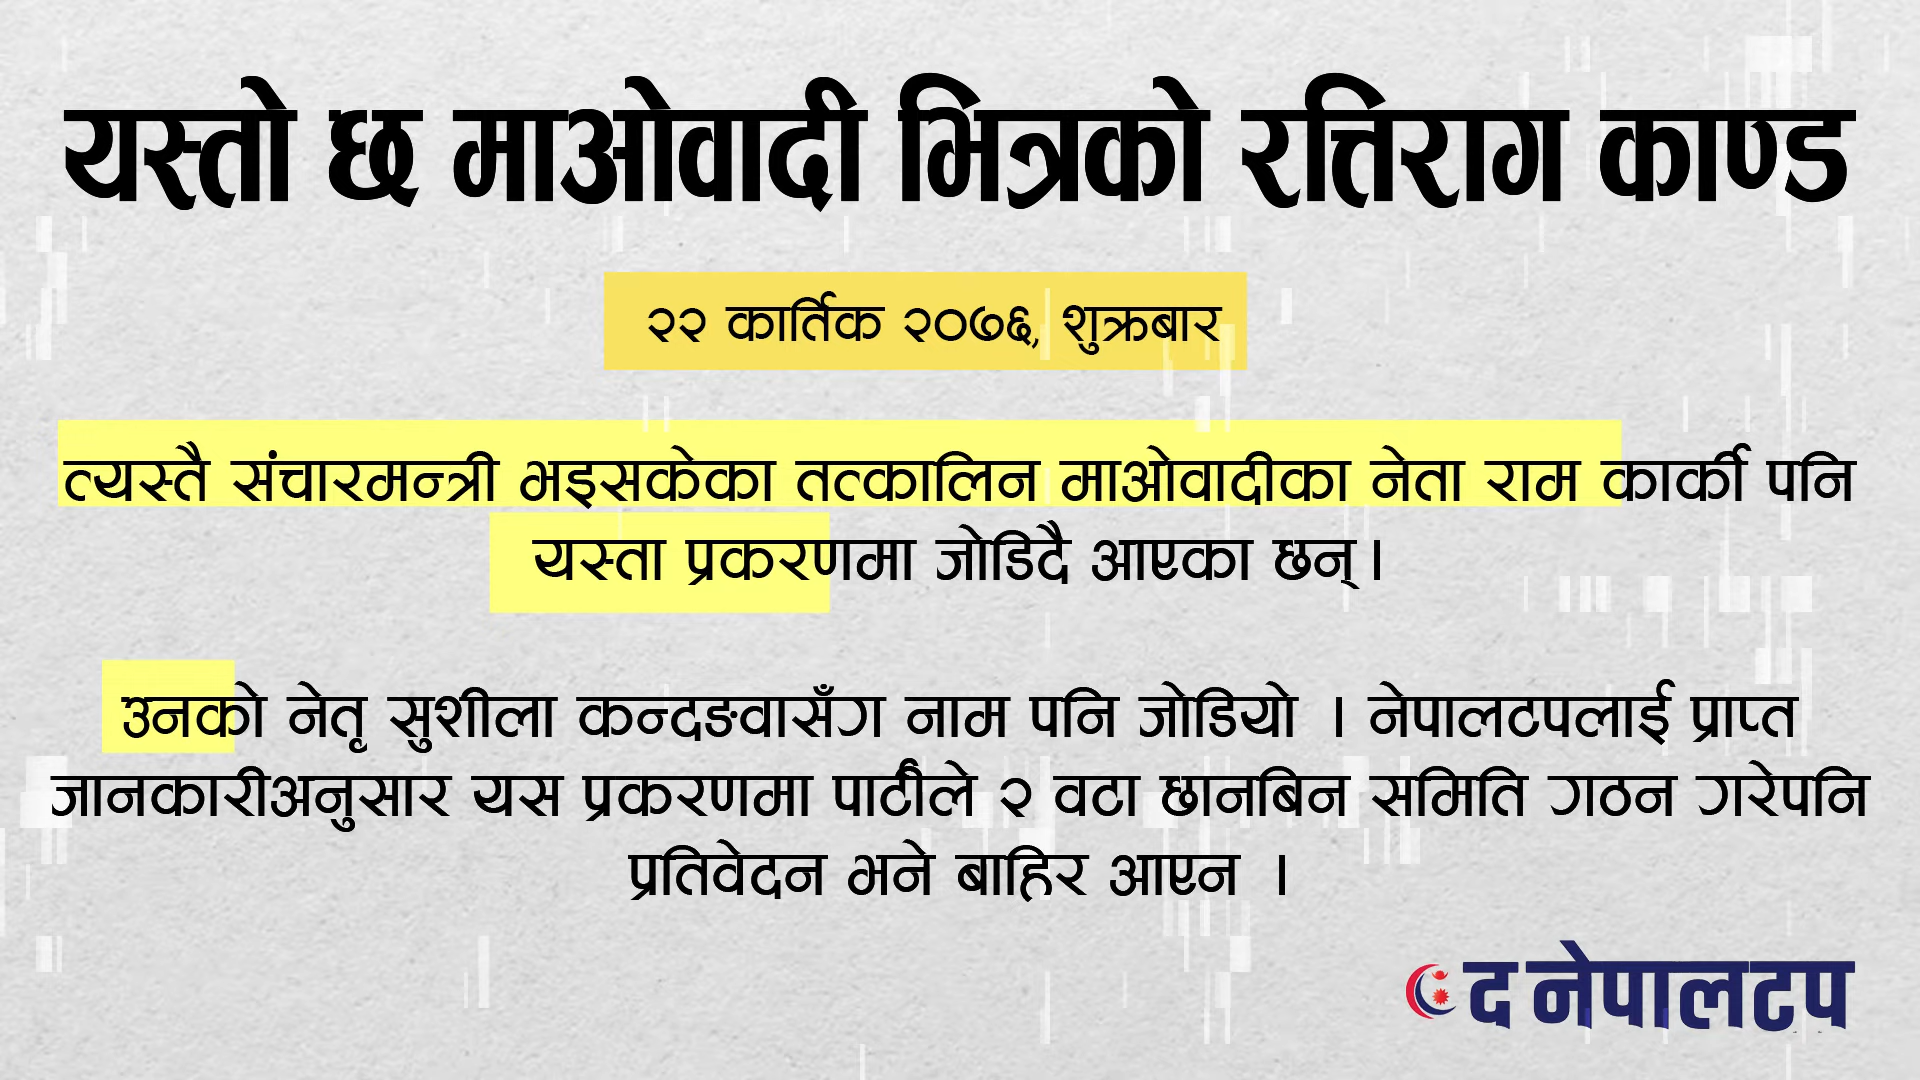 यस्तो छ माओवादी भित्रको रत्तिराग काण्ड
२२ कार्तिक २०७६, शुक्रबार
त्यस्तै संचारमन्त्री भइसकेका तत्कालिन माओवादीका नेता राम कार्की पनि
यस्ता प्रकरणमा जोडिदै आएका छन्।
उनको नेतृ सुशीला कन्दङवासँग नाम पनि जोडियो । नेपालटपलाई प्राप्त
जानकारीअनुसार यस प्रकरणमा पार्टीले २ वटा छानबिन समिति गठन गरेपनि
प्रतिवेदन भने बाहिर आएन ।
द नेपालटप